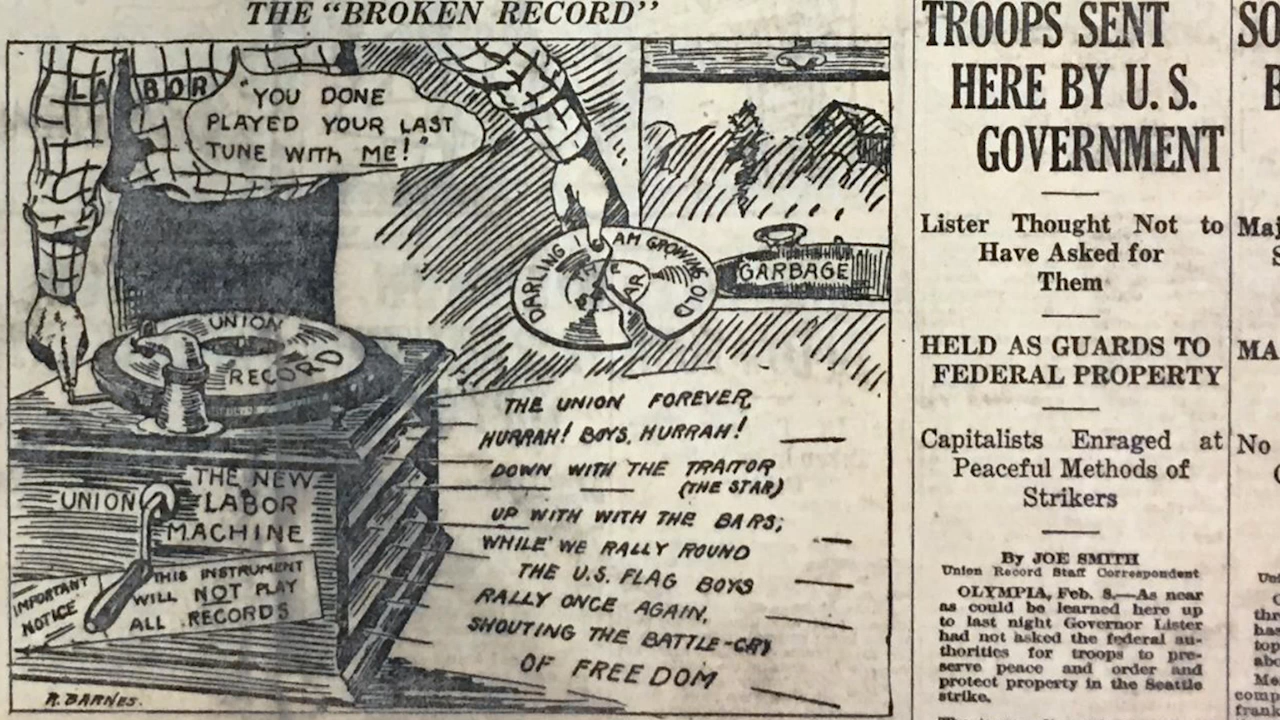 THE "BROKEN RECORD"
LABOR
"YOU DONE
PLAYED YOUR LAST
TUNE WITH ME!"
DARLING I AM GROWING OLD
THE
STAR
GARBAGE
UNION
RECORD
THE NEW
UNION LABOR
MACHINE
IMPORTANT
NOTICE
THIS INSTRUMENT
WILL NOT PLAY
ALL RECORDS
R. BARNES.
THE UNION FOREVER,
HURRAH! BOYS, HURRAH!
DOWN WITH THE TRAITOR
(THE STAR)
UP WITH WITH THE BARS;
WHILE WE RALLY ROUND
THE U.S. FLAG BOYS
RALLY ONCE AGAIN,
SHOUTING THE BATTLE-CRY
OF FREEDOM
TROOPS SENT
HERE BY U. S.
GOVERNMENT
Lister Thought Not to
Have Asked for
Them
HELD AS GUARDS TO
FEDERAL PROPERTY
Capitalists Enraged at
Peaceful Methods of
Strikers
By JOE SMITH
Union Record Staff Correspondent
OLYMPIA, Feb. 8.—As near
as could be learned here up
to last night Governor Lister
had not asked the federal au-
thorities for troops to pre-
serve peace and order and
protect property in the Seattle
strike.
SO
B
Maj
S
MA
No